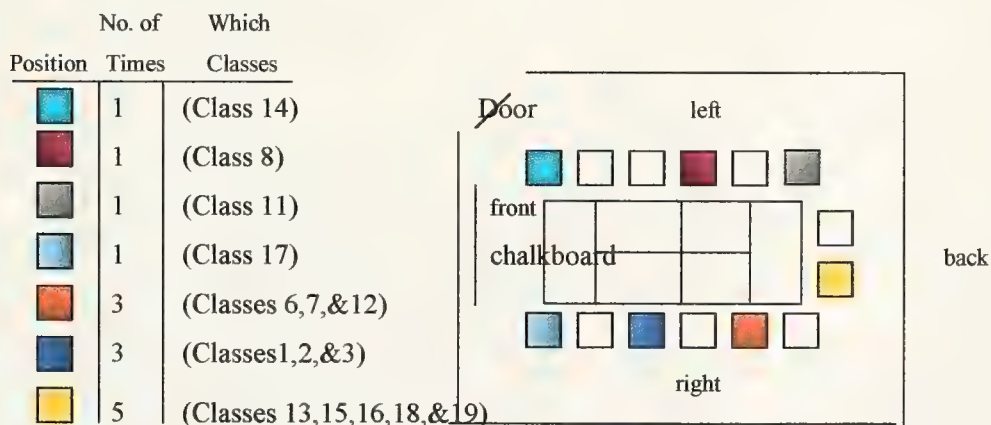 No. of Which
Position Times Classes
1 (Class 14)
1 (Class 8)
1 (Class 11)
1 (Class 17)
3 (Classes 6,7,&12)
3 (Classes1,2,&3)
5 (Classes 13,15,16,18,&19)
Door left
front
chalkboard
back
right